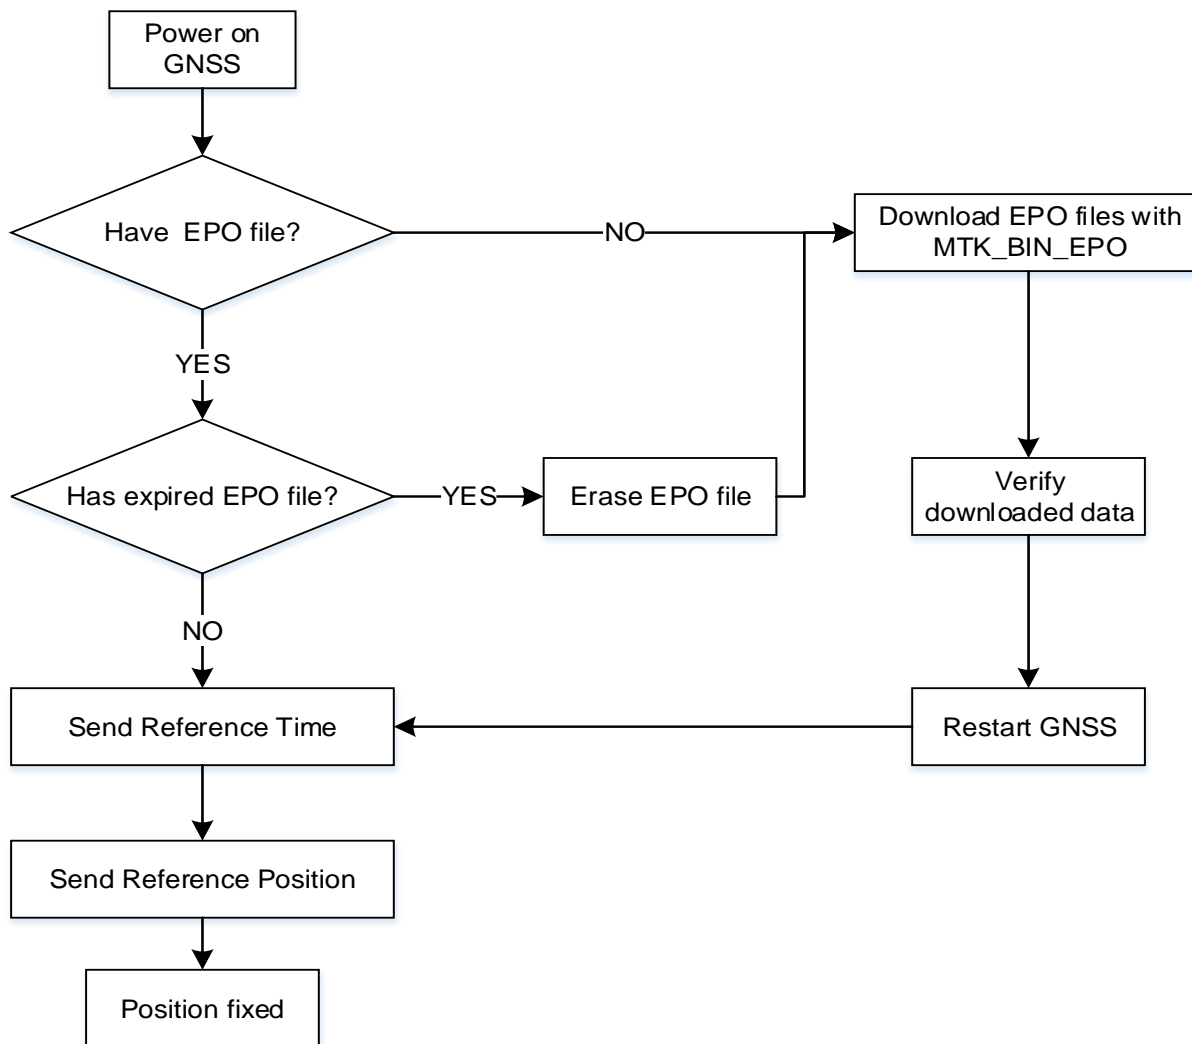 Power on
GNSS
Have EPO file?
NO
Download EPO files with
MTK_BIN_EPO
YES
Has expired EPO file?
YES
Erase EPO file
Verify
downloaded data
NO
Send Reference Time
Restart GNSS
Send Reference Position
Position fixed